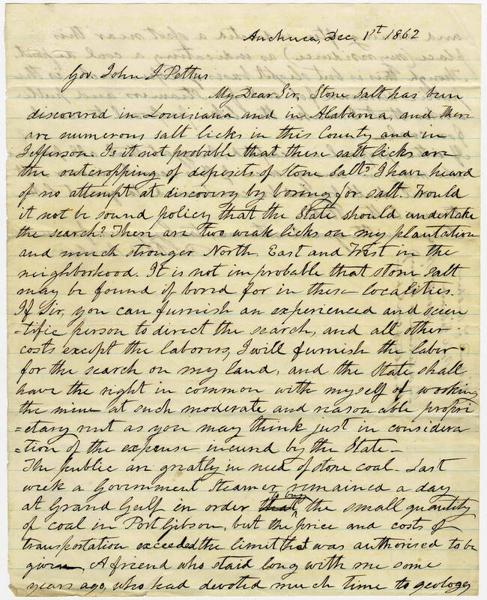 Anchuca, Dec 1st 1862
Gov. John J Pettus
My Dear Sir, Stone salt has been
discovered in Louisiana and in Alabama, and there
are numerous salt licks in this County and in
Jefferson. Is it not probable that these salt licks are
the outcropping of deposits of stone salt? I have heard
of no attempt at discovery by boring for salt. Would
it not be sound policy that the State should undertake
the search? There are two weak licks on my plantation
and much stronger North, East and West in the
neighborhood. It is not improbable that stone salt
may be found if bored for in these localities.
If Sir, you can furnish an experienced and scien
=tific person to direct the search, and all other
costs except the laborers, I will furnish the labor
for the search on my land, and the State shall
have the right in common with myself of working
the mine at such moderate and reasonable propri
=etary rent as you may think just in considera
=tion of the expense incurred by the State_
The public are greatly in need of stone coal. Last
week a Government Steamer remained a day
at Grand Gulf in order to buy the small quantity
of coal in Port Gibson, but the price and costs of
transportation exceeded the limit that was authorised to be
given. A friend who staid long with me some
years ago, who had devoted much time to geology